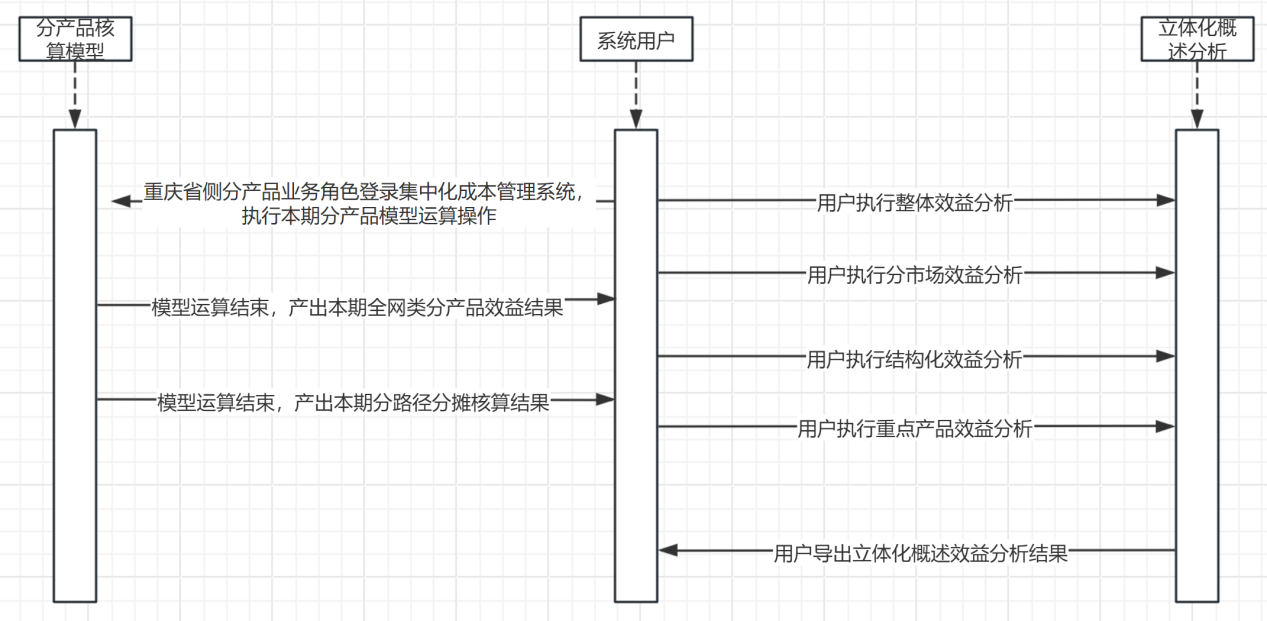 分产品核
算模型
系统用户
立体化概
述分析
重庆省侧分产品业务角色登录集中化成本管理系统，
执行本期分产品模型运算操作
用户执行整体效益分析
用户执行分市场效益分析
模型运算结束，产出本期全网类分产品效益结果
用户执行结构化效益分析
模型运算结束，产出本期分路径分摊核算结果
用户执行重点产品效益分析
用户导出立体化概述效益分析结果